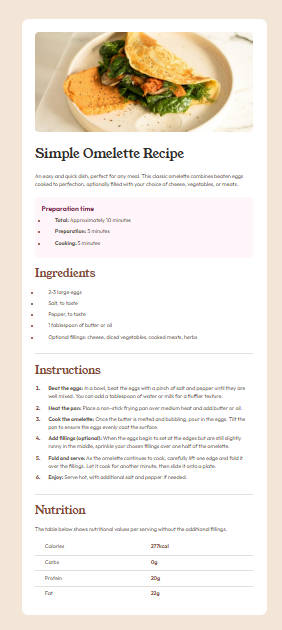 Simple Omelette Recipe
An easy and quick dish, perfect for any meal. This classic omelette combines beaten eggs
cooked to perfection, optionally filled with your choice of cheese, vegetables, or meats.
Preparation time
• Total: Approximately 10 minutes
• Preparation: 5 minutes
• Cooking: 5 minutes
Ingredients
• 2-3 large eggs
• Salt, to taste
• Pepper, to taste
• 1 tablespoon of butter or oil
• Optional fillings: cheese, diced vegetables, cooked meats, herbs
Instructions
1. Beat the eggs: In a bowl, beat the eggs with a pinch of salt and pepper until they are
well mixed. You can add a tablespoon of water or milk for a fluffier texture.
2. Heat the pan: Place a non-stick frying pan over medium heat and add butter or oil.
3. Cook the omelette: Once the butter is melted and bubbling, pour in the eggs. Tilt the
pan to ensure the eggs evenly coat the surface.
4. Add fillings (optional): When the eggs begin to set at the edges but are still slightly
runny in the middle, sprinkle your chosen fillings over one half of the omelette.
5. Fold and serve: As the omelette continues to cook, carefully lift one edge and fold it
over the fillings. Let it cook for another minute, then slide it onto a plate.
6. Enjoy: Serve hot, with additional salt and pepper if needed.
Nutrition
The table below shows nutritional values per serving without the additional fillings.
Calories 277kcal
Carbs 0g
Protein 20g
Fat 22g